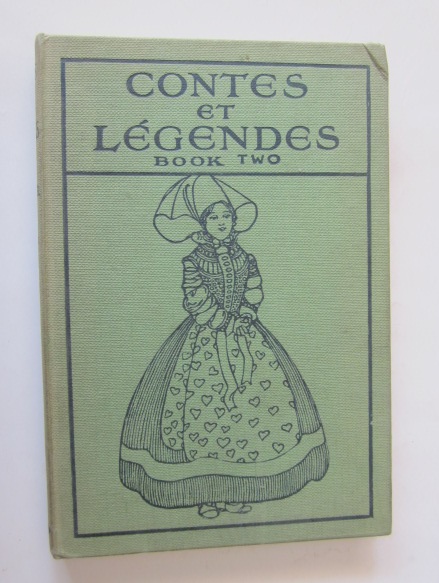 CONTES
ET
LÉGENDES
BOOK TWO